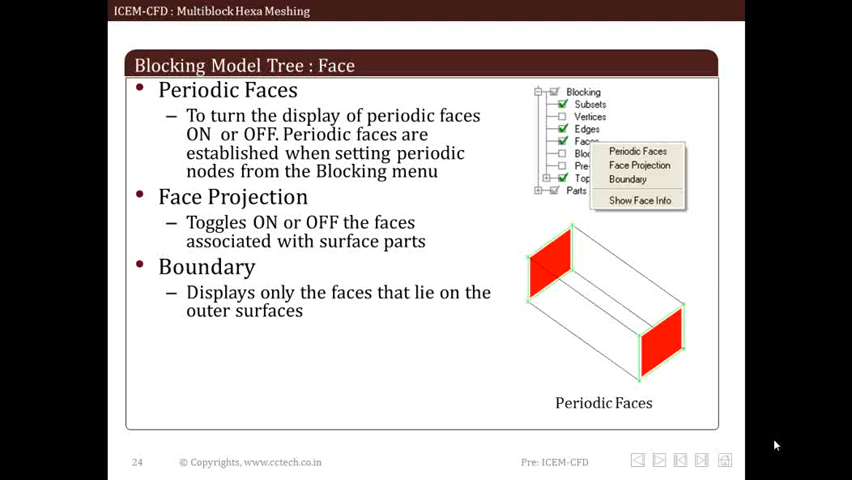 ICEM-CFD : Multiblock Hexa Meshing
Blocking Model Tree : Face
• Periodic Faces
– To turn the display of periodic faces
ON or OFF. Periodic faces are
established when setting periodic
nodes from the Blocking menu
• Face Projection
– Toggles ON or OFF the faces
associated with surface parts
• Boundary
– Displays only the faces that lie on the
outer surfaces
Blocking
Subsets
Vertices
Edges
Faces
Periodic Faces
Face Projection
Boundary
Show Face Info
Parts
Periodic Faces
24
© Copyrights, www.cctech.co.in
Pre: ICEM-CFD